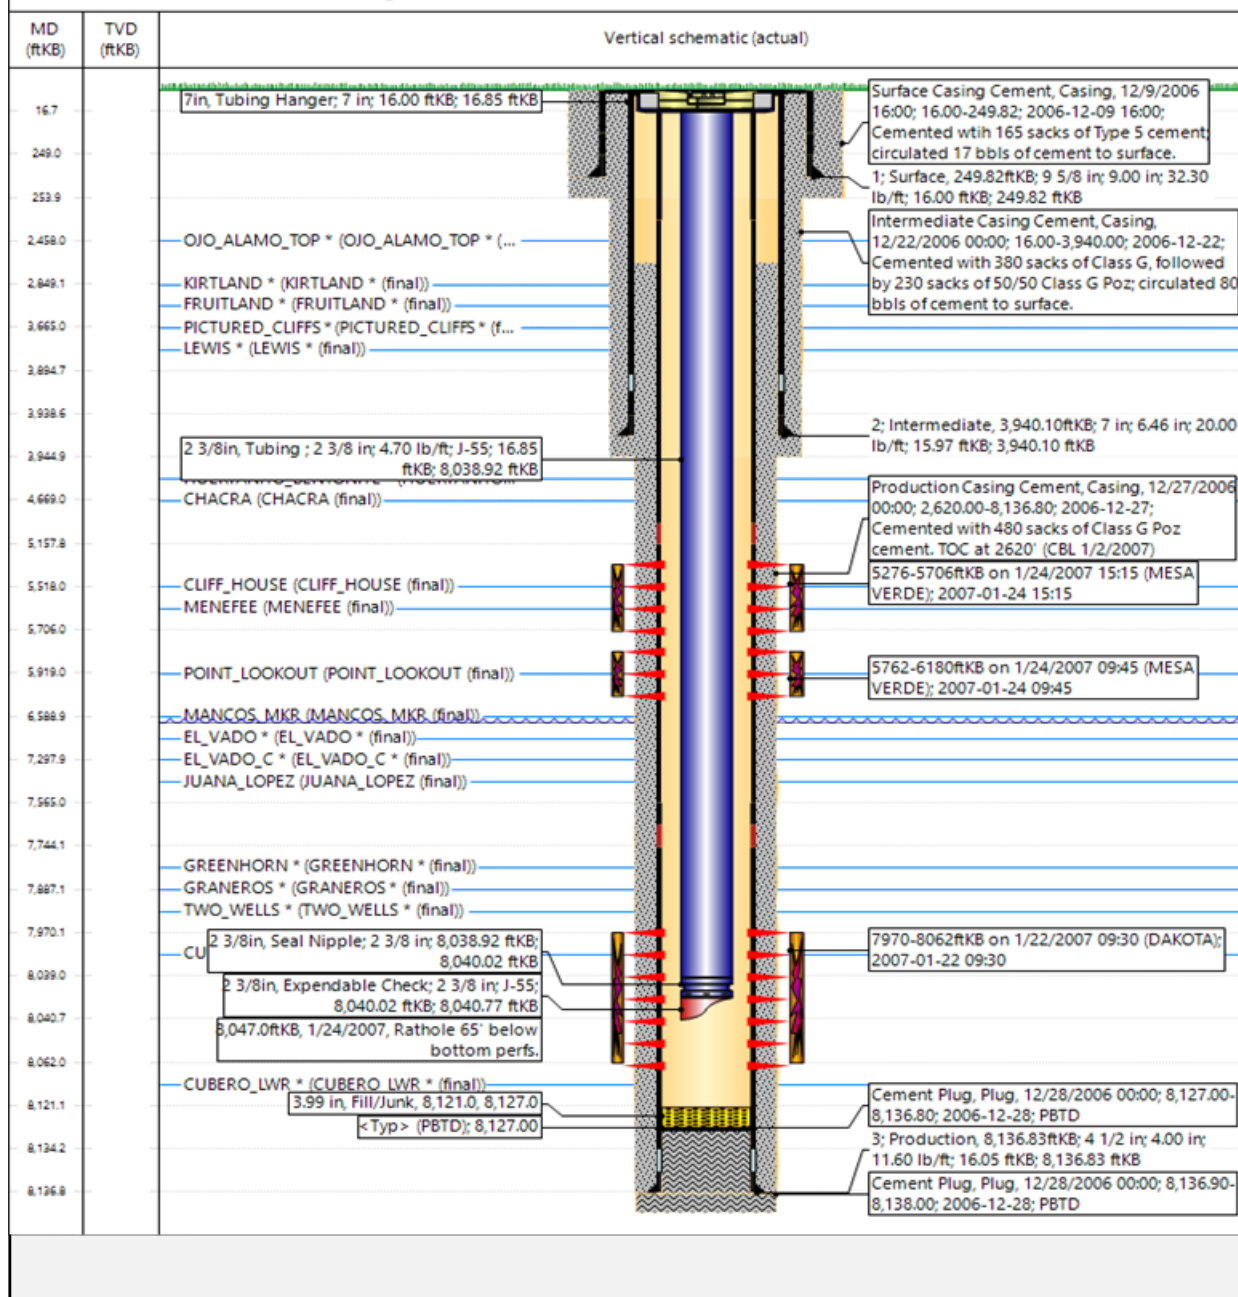 MD
(ftKB)
TVD
(ftKB)
Vertical schematic (actual)
16.7
249.0
253.9
2,458.0
2,849.1
3,665.0
3,894.7
3,938.6
3,944.9
4,669.0
5,157.8
5,518.0
5,706.0
5,919.0
6,588.9
7,297.9
7,565.0
7,744.1
7,887.1
7,970.1
8,039.0
8,040.7
8,062.0
8,121.1
8,134.2
8,136.8
7in, Tubing Hanger; 7 in; 16.00 ftKB; 16.85 ftKB
OJO_ALAMO_TOP * (OJO_ALAMO_TOP * (...
KIRTLAND * (KIRTLAND * (final))
FRUITLAND * (FRUITLAND * (final))
PICTURED_CLIFFS * (PICTURED_CLIFFS * (f...
LEWIS * (LEWIS * (final))
2 3/8in, Tubing ; 2 3/8 in; 4.70 lb/ft; J-55; 16.85
ftKB; 8,038.92 ftKB
CHACRA (CHACRA (final))
CLIFF_HOUSE (CLIFF_HOUSE (final))
MENEFEE (MENEFEE (final))
POINT_LOOKOUT (POINT_LOOKOUT (final))
MANCOS_MKR (MANCOS_MKR (final))
EL_VADO * (EL_VADO * (final))
EL_VADO_C * (EL_VADO_C * (final))
JUANA_LOPEZ (JUANA_LOPEZ (final))
GREENHORN * (GREENHORN * (final))
GRANEROS * (GRANEROS * (final))
TWO_WELLS * (TWO_WELLS * (final))
CU
2 3/8in, Seal Nipple; 2 3/8 in; 8,038.92 ftKB;
8,040.02 ftKB
2 3/8in, Expendable Check; 2 3/8 in; J-55;
8,040.02 ftKB; 8,040.77 ftKB
8,047.0ftKB, 1/24/2007, Rathole 65' below
bottom perfs.
CUBERO_LWR * (CUBERO_LWR * (final))
3.99 in, Fill/Junk, 8,121.0, 8,127.0
<Typ> (PBTD); 8,127.00
Surface Casing Cement, Casing, 12/9/2006
16:00; 16.00-249.82; 2006-12-09 16:00;
Cemented wtih 165 sacks of Type 5 cement;
circulated 17 bbls of cement to surface.
1; Surface, 249.82ftKB; 9 5/8 in; 9.00 in; 32.30
lb/ft; 16.00 ftKB; 249.82 ftKB
Intermediate Casing Cement, Casing,
12/22/2006 00:00; 16.00-3,940.00; 2006-12-22;
Cemented with 380 sacks of Class G, followed
by 230 sacks of 50/50 Class G Poz; circulated 80
bbls of cement to surface.
2; Intermediate, 3,940.10ftKB; 7 in; 6.46 in; 20.00
lb/ft; 15.97 ftKB; 3,940.10 ftKB
Production Casing Cement, Casing, 12/27/2006
00:00; 2,620.00-8,136.80; 2006-12-27;
Cemented with 480 sacks of Class G Poz
cement. TOC at 2620' (CBL 1/2/2007)
5276-5706ftKB on 1/24/2007 15:15 (MESA
VERDE); 2007-01-24 15:15
5762-6180ftKB on 1/24/2007 09:45 (MESA
VERDE); 2007-01-24 09:45
7970-8062ftKB on 1/22/2007 09:30 (DAKOTA);
2007-01-22 09:30
Cement Plug, Plug, 12/28/2006 00:00; 8,127.00-
8,136.80; 2006-12-28; PBTD
3; Production, 8,136.83ftKB; 4 1/2 in; 4.00 in;
11.60 lb/ft; 16.05 ftKB; 8,136.83 ftKB
Cement Plug, Plug, 12/28/2006 00:00; 8,136.90-
8,138.00; 2006-12-28; PBTD